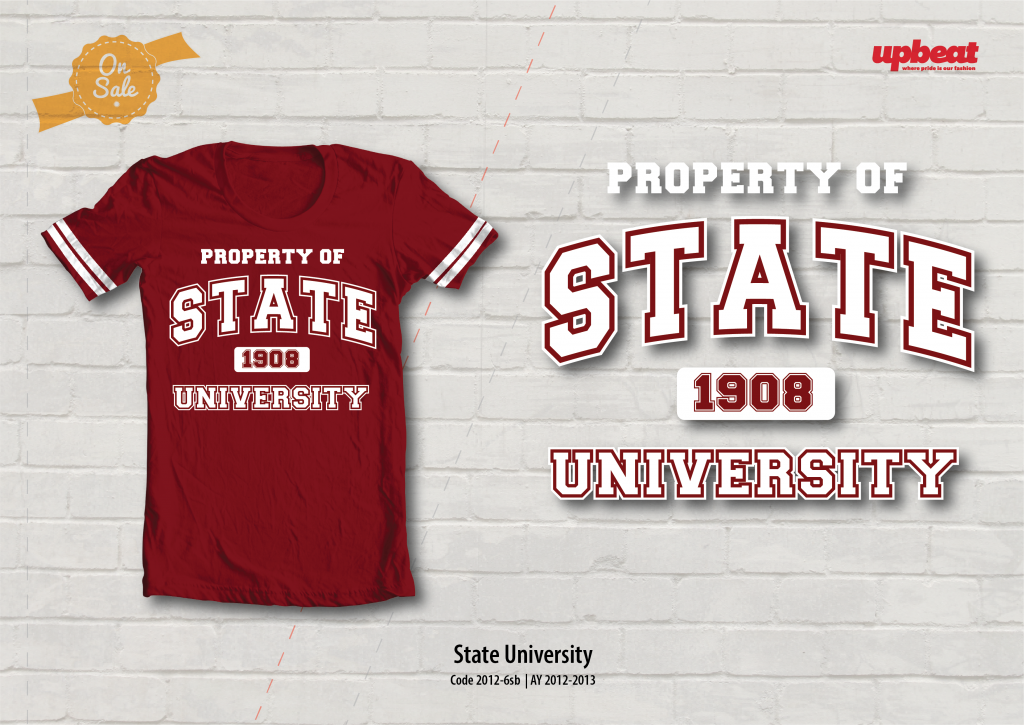 On
Sale
upbeat
where pride is our fashion
PROPERTY OF
STATE
1908
UNIVERSITY
PROPERTY OF
STATE
1908
UNIVERSITY
State University
Code 2012-6sb | AY 2012-2013